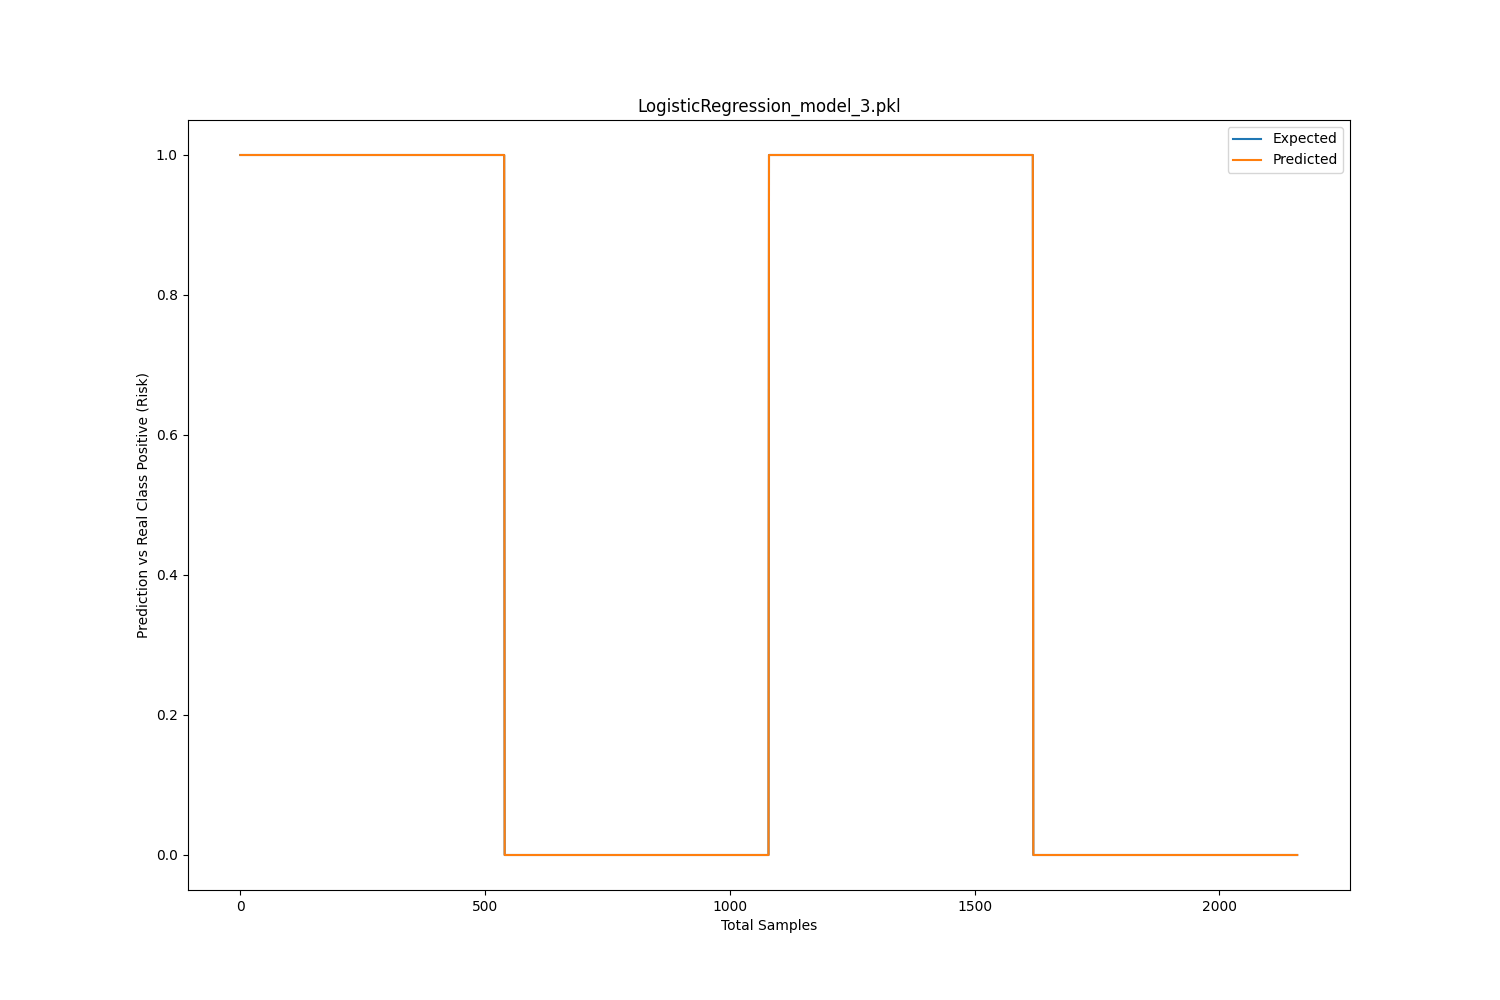 LogisticRegression_model_3.pkl
Expected
Predicted
Prediction vs Real Class Positive (Risk)
1.0
0.8
0.6
0.4
0.2
0.0
0 500 1000 1500 2000
Total Samples